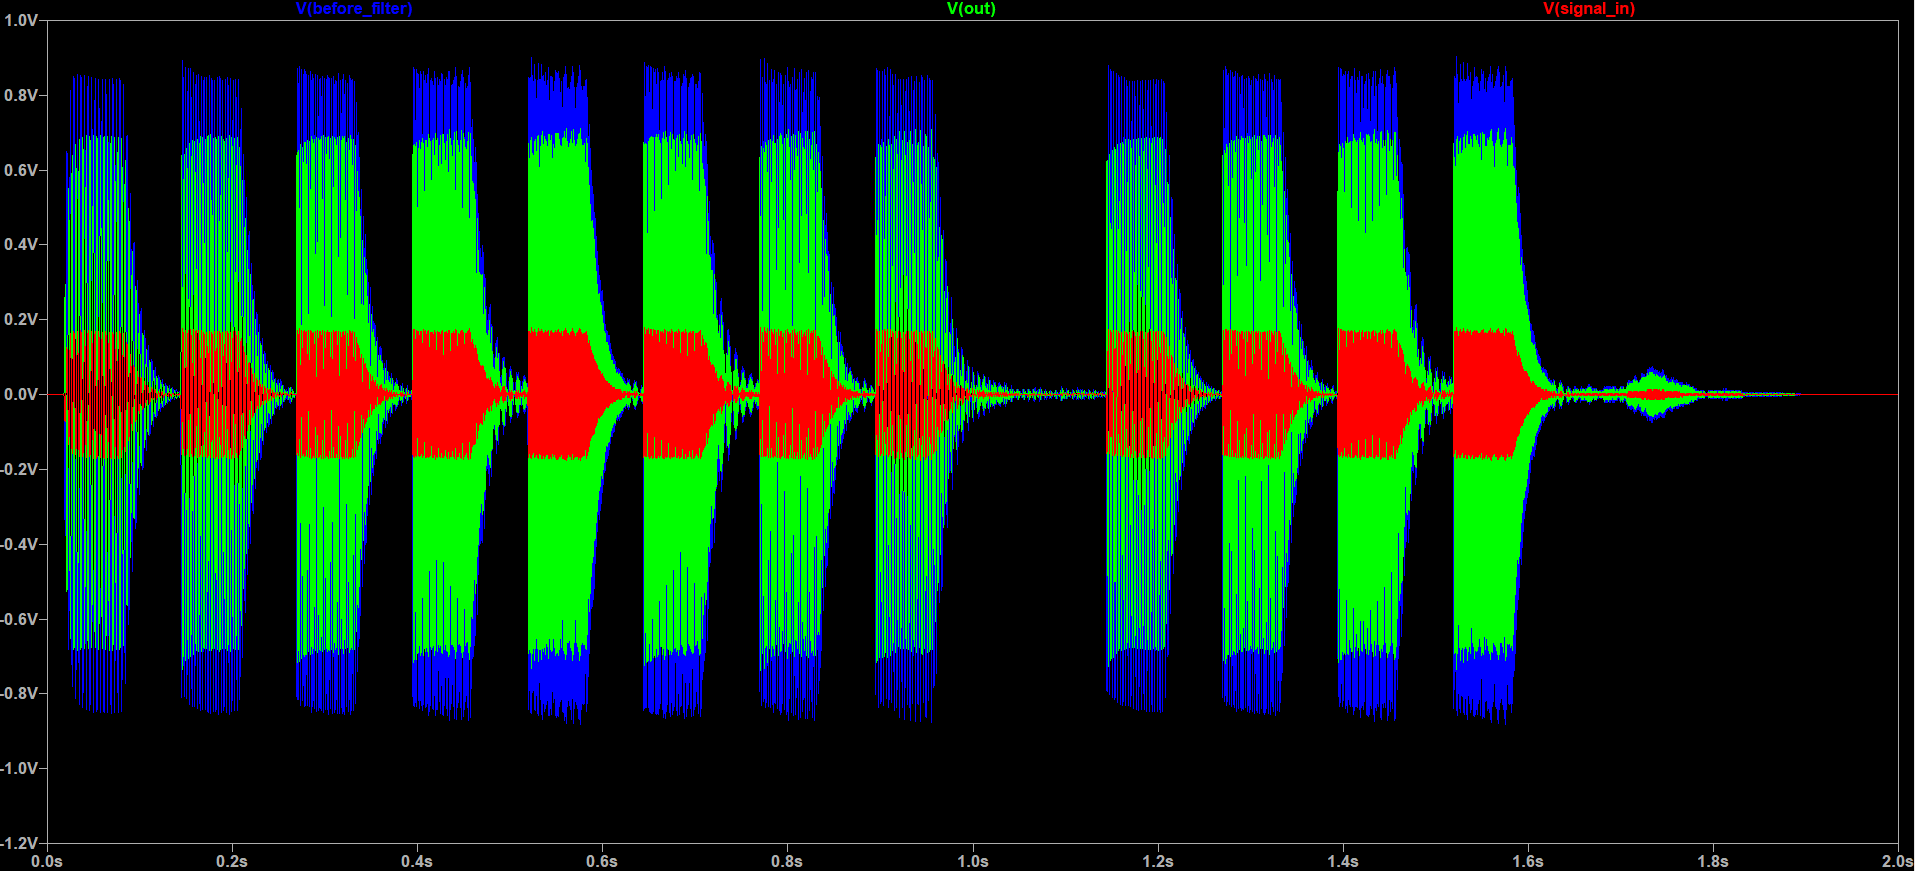 V(before_filter) V(out) V(signal_in)
1.0V
0.8V
0.6V
0.4V
0.2V
0.0V
-0.2V
-0.4V
-0.6V
-0.8V
-1.0V
-1.2V
0.0s 0.2s 0.4s 0.6s 0.8s 1.0s 1.2s 1.4s 1.6s 1.8s 2.0s